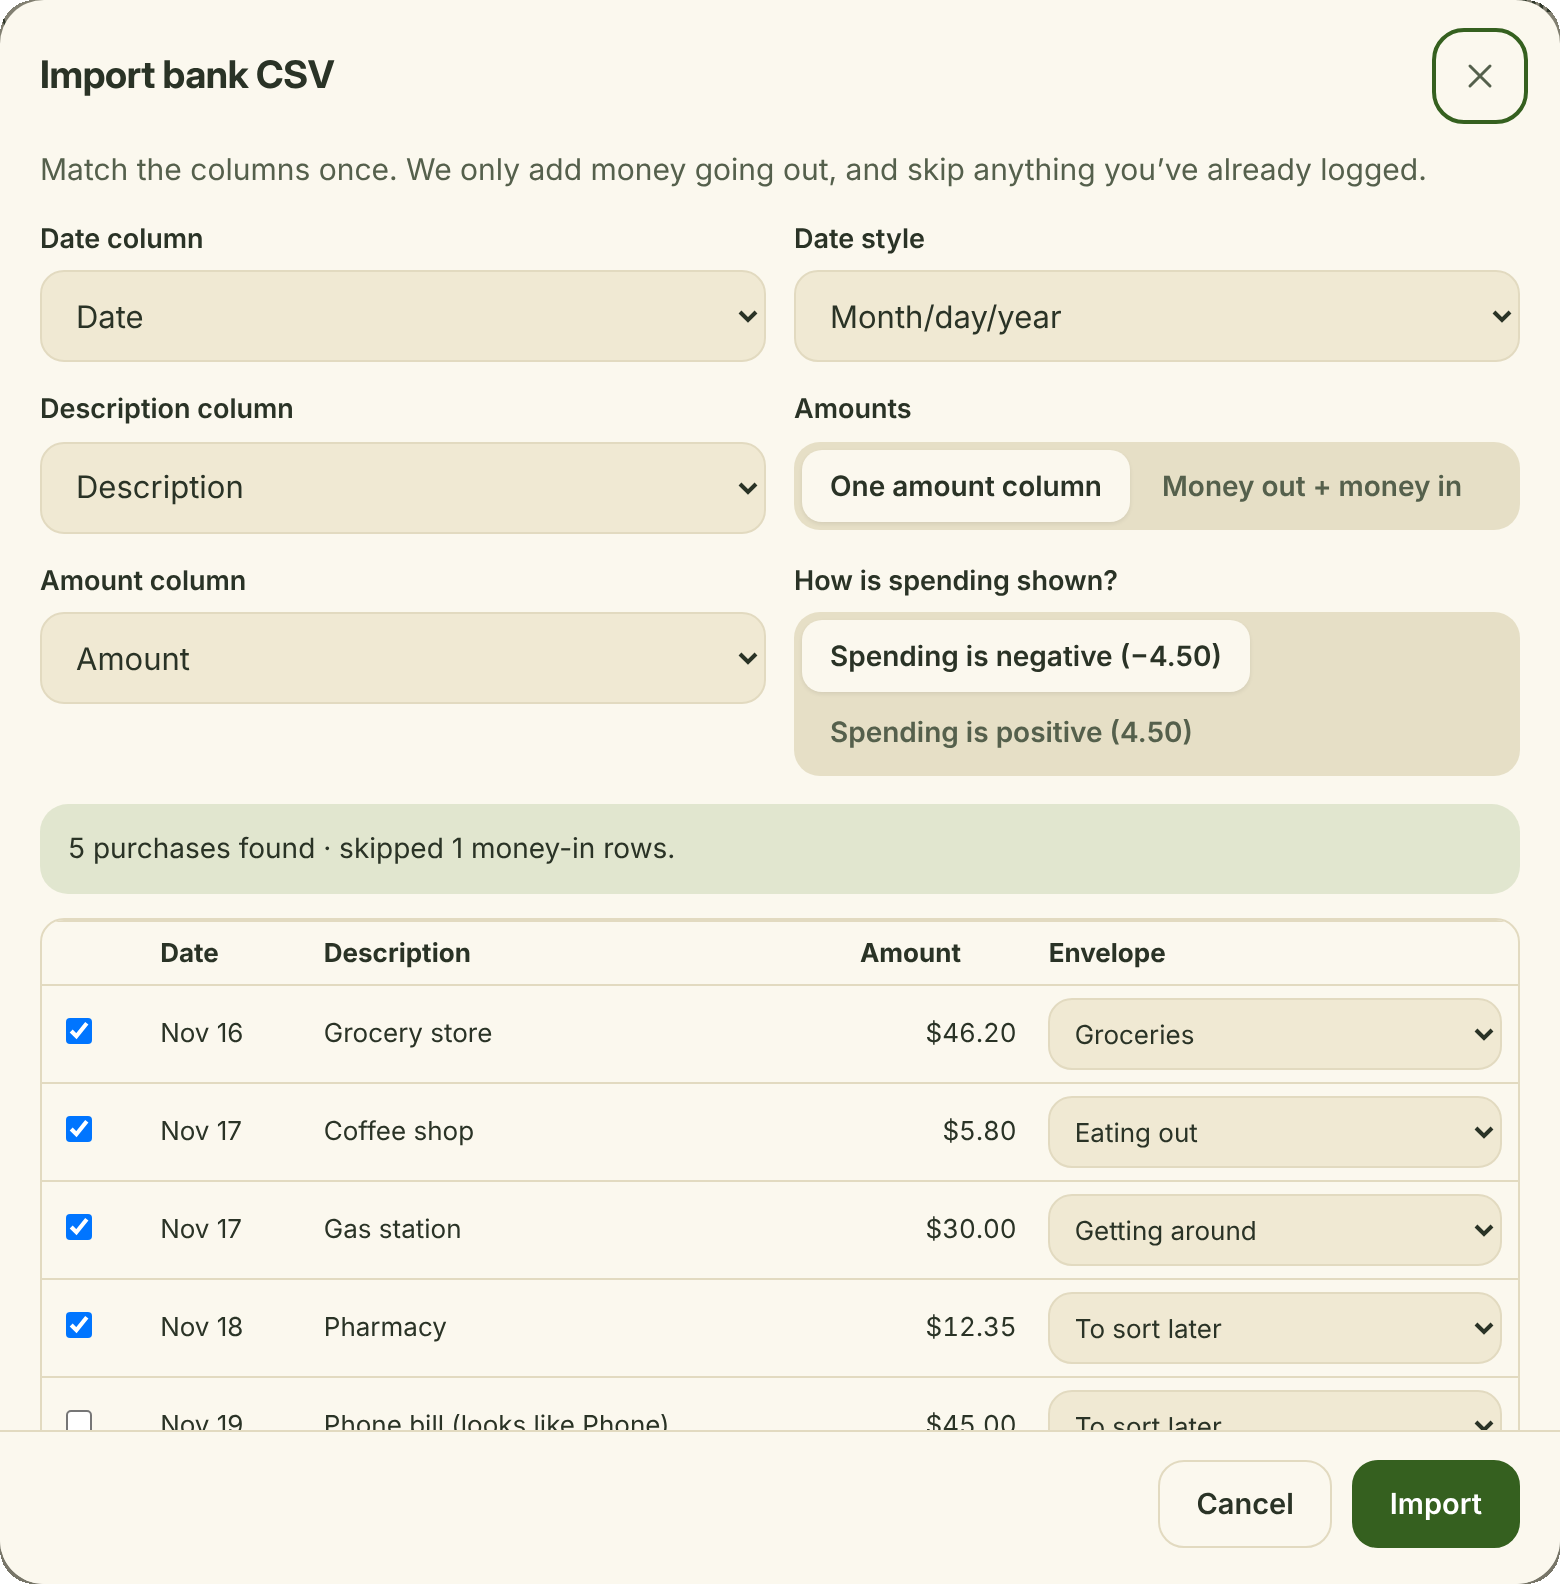 Import bank CSV
Match the columns once. We only add money going out, and skip anything you’ve already logged.
Date column
Date style
Date
Month/day/year
Description column
Amounts
Description
One amount column
Money out + money in
Amount column
How is spending shown?
Amount
Spending is negative (−4.50)
Spending is positive (4.50)
5 purchases found · skipped 1 money-in rows.
Date Description Amount Envelope
Nov 16 Grocery store $46.20 Groceries
Nov 17 Coffee shop $5.80 Eating out
Nov 17 Gas station $30.00 Getting around
Nov 18 Pharmacy $12.35 To sort later
Nov 19 Phone bill (looks like Phone) $45.00 To sort later
Cancel
Import